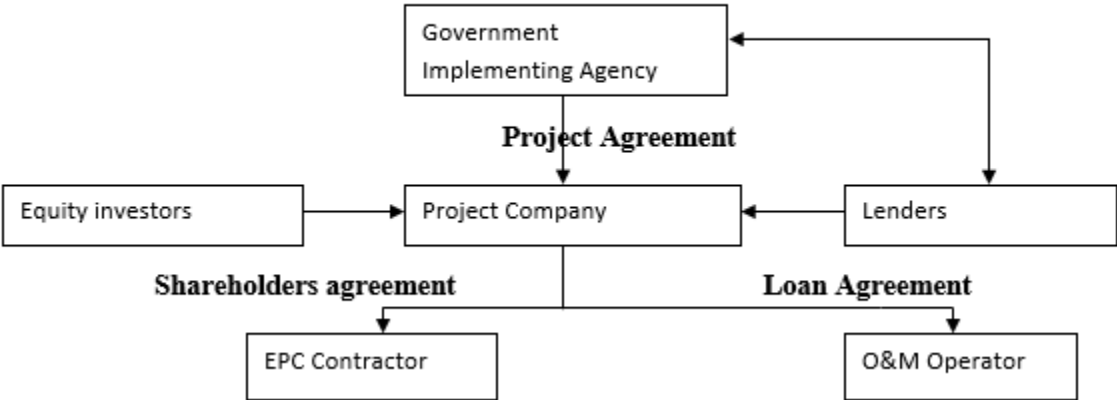 Government
Implementing Agency
Project Agreement
Equity investors
Project Company
Lenders
Shareholders agreement
Loan Agreement
EPC Contractor
O&M Operator